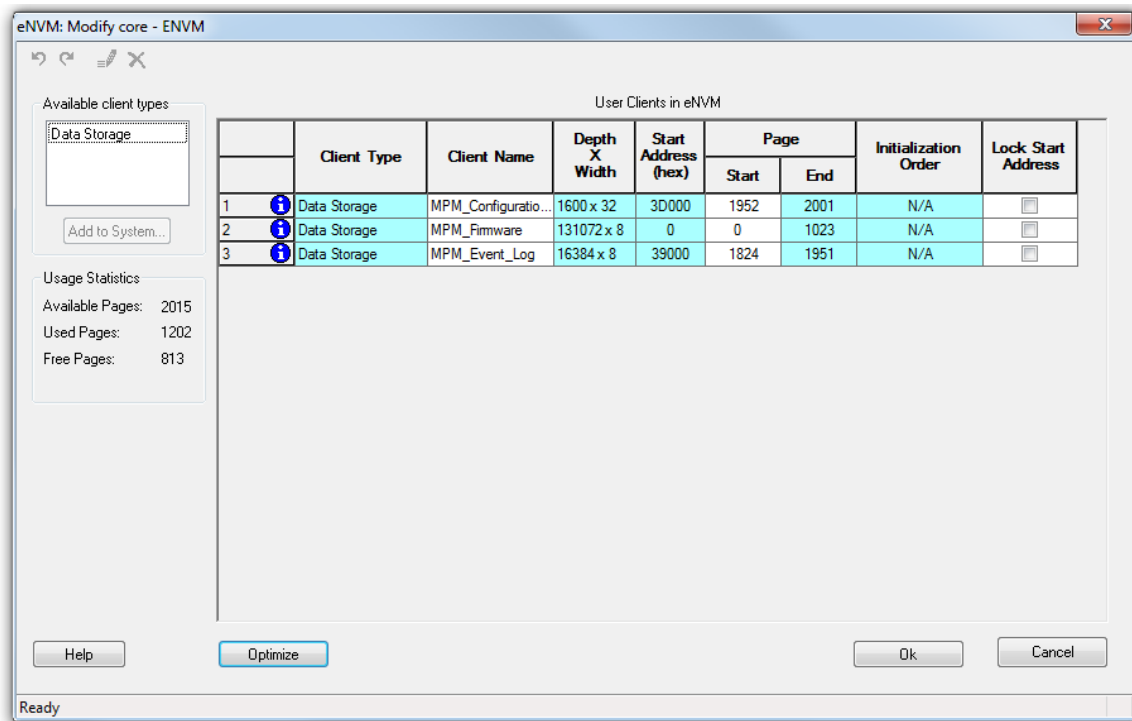 eNVM: Modify core - ENVM
Available client types
Data Storage
Add to System...
Usage Statistics
Available Pages: 2015
Used Pages: 1202
Free Pages: 813
User Clients in eNVM
Client Type Client Name Depth X Width Start Address (hex) Page Start End Initialization Order Lock Start Address
1 Data Storage MPM_Configuratio... 1600 x 32 3D000 1952 2001 N/A
2 Data Storage MPM_Firmware 131072 x 8 0 0 1023 N/A
3 Data Storage MPM_Event_Log 16384 x 8 39000 1824 1951 N/A
Help Optimize Ok Cancel
Ready